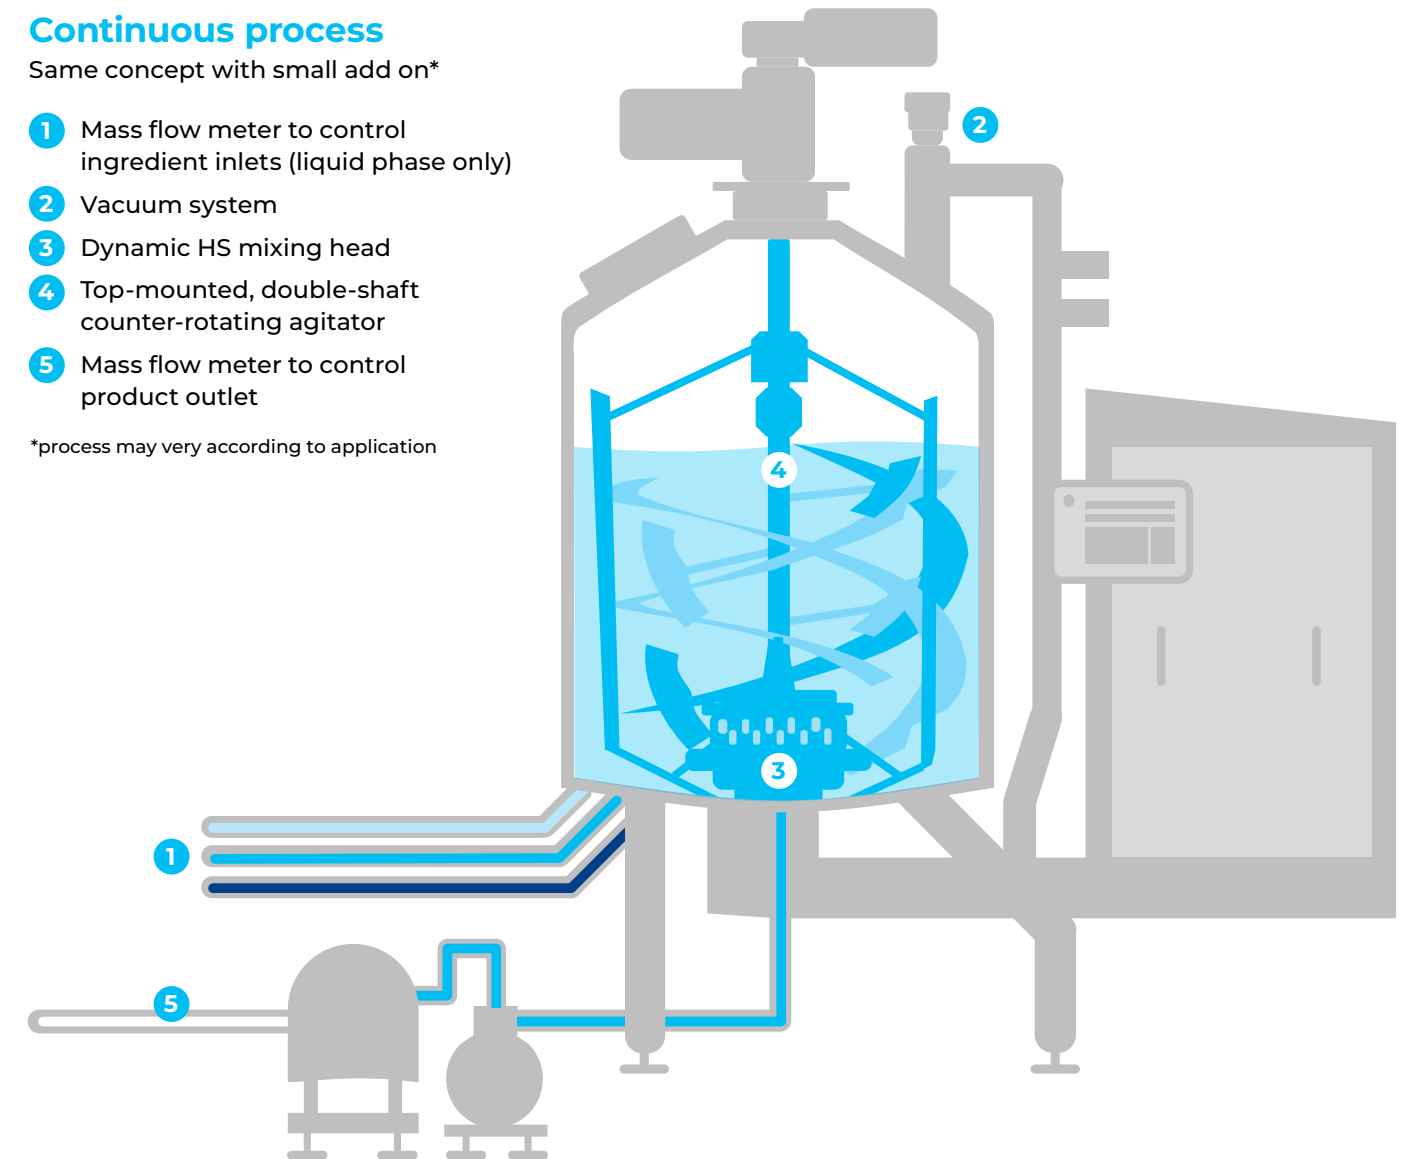 Continuous process
Same concept with small add on*
1 Mass flow meter to control
ingredient inlets (liquid phase only)
2 Vacuum system
3 Dynamic HS mixing head
4 Top-mounted, double-shaft
counter-rotating agitator
5 Mass flow meter to control
product outlet
*process may very according to application
2
4
3
1
5